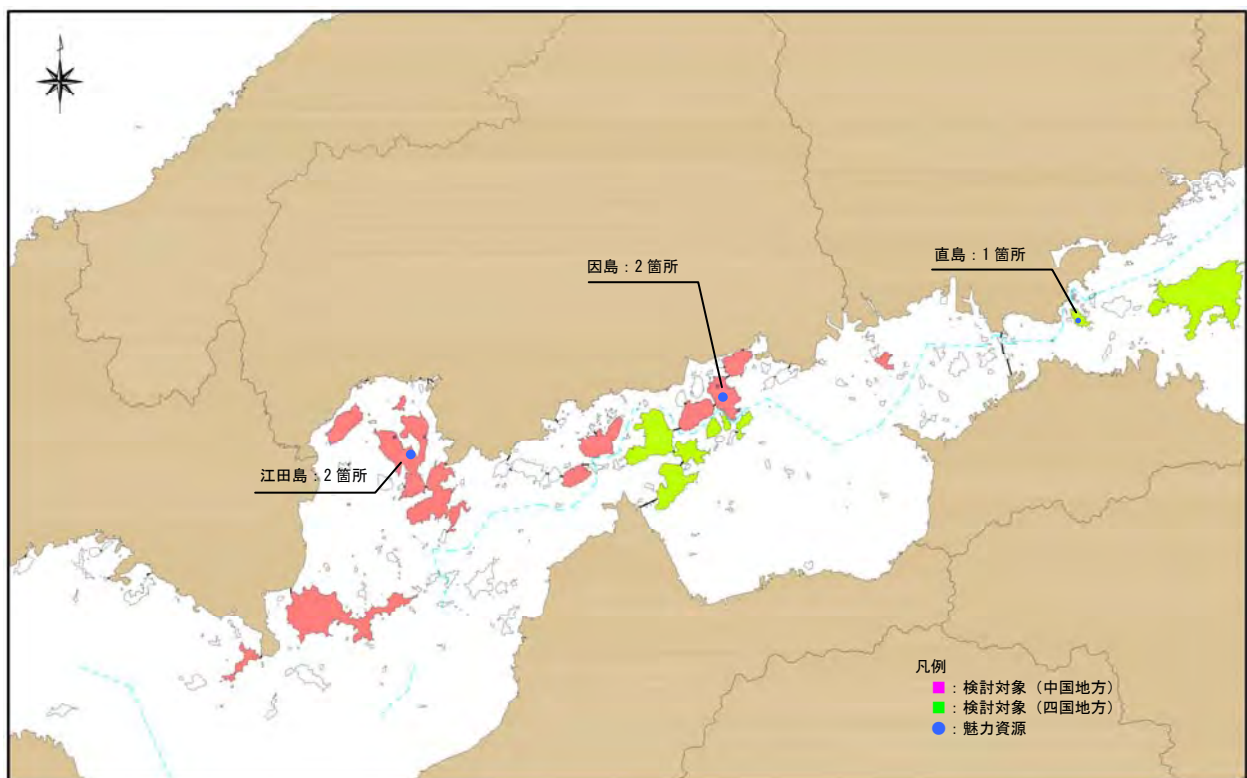 因島：2 箇所
直島：1 箇所
江田島：2 箇所
凡例
：検討対象（中国地方）
：検討対象（四国地方）
：魅力資源